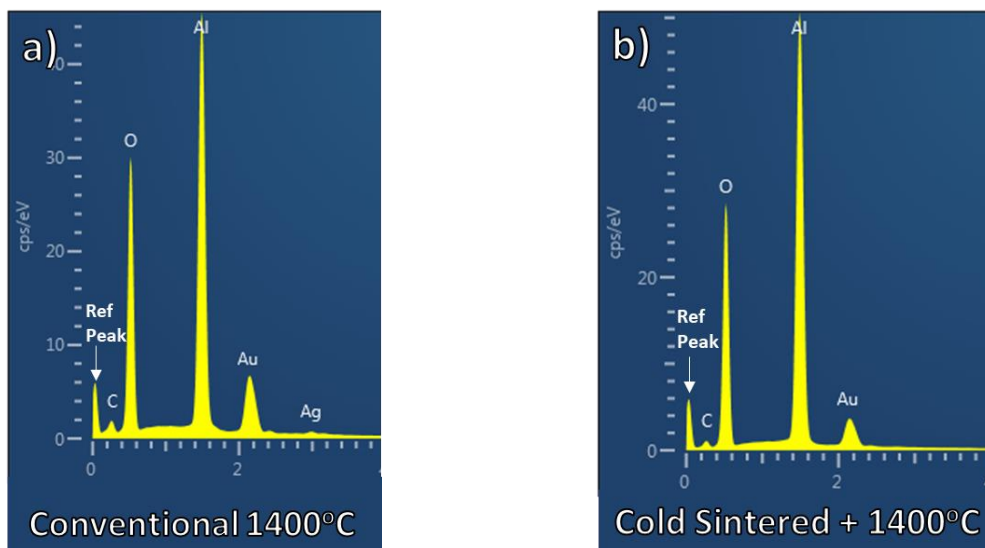 a)
Al
40
O
30
cps/eV
20
Ref
Peak
10
C
Au
Ag
0
0
2
Conventional 1400°C
b)
Al
40
O
cps/eV
20
Ref
Peak
C
Au
0
0
2
Cold Sintered + 1400°C